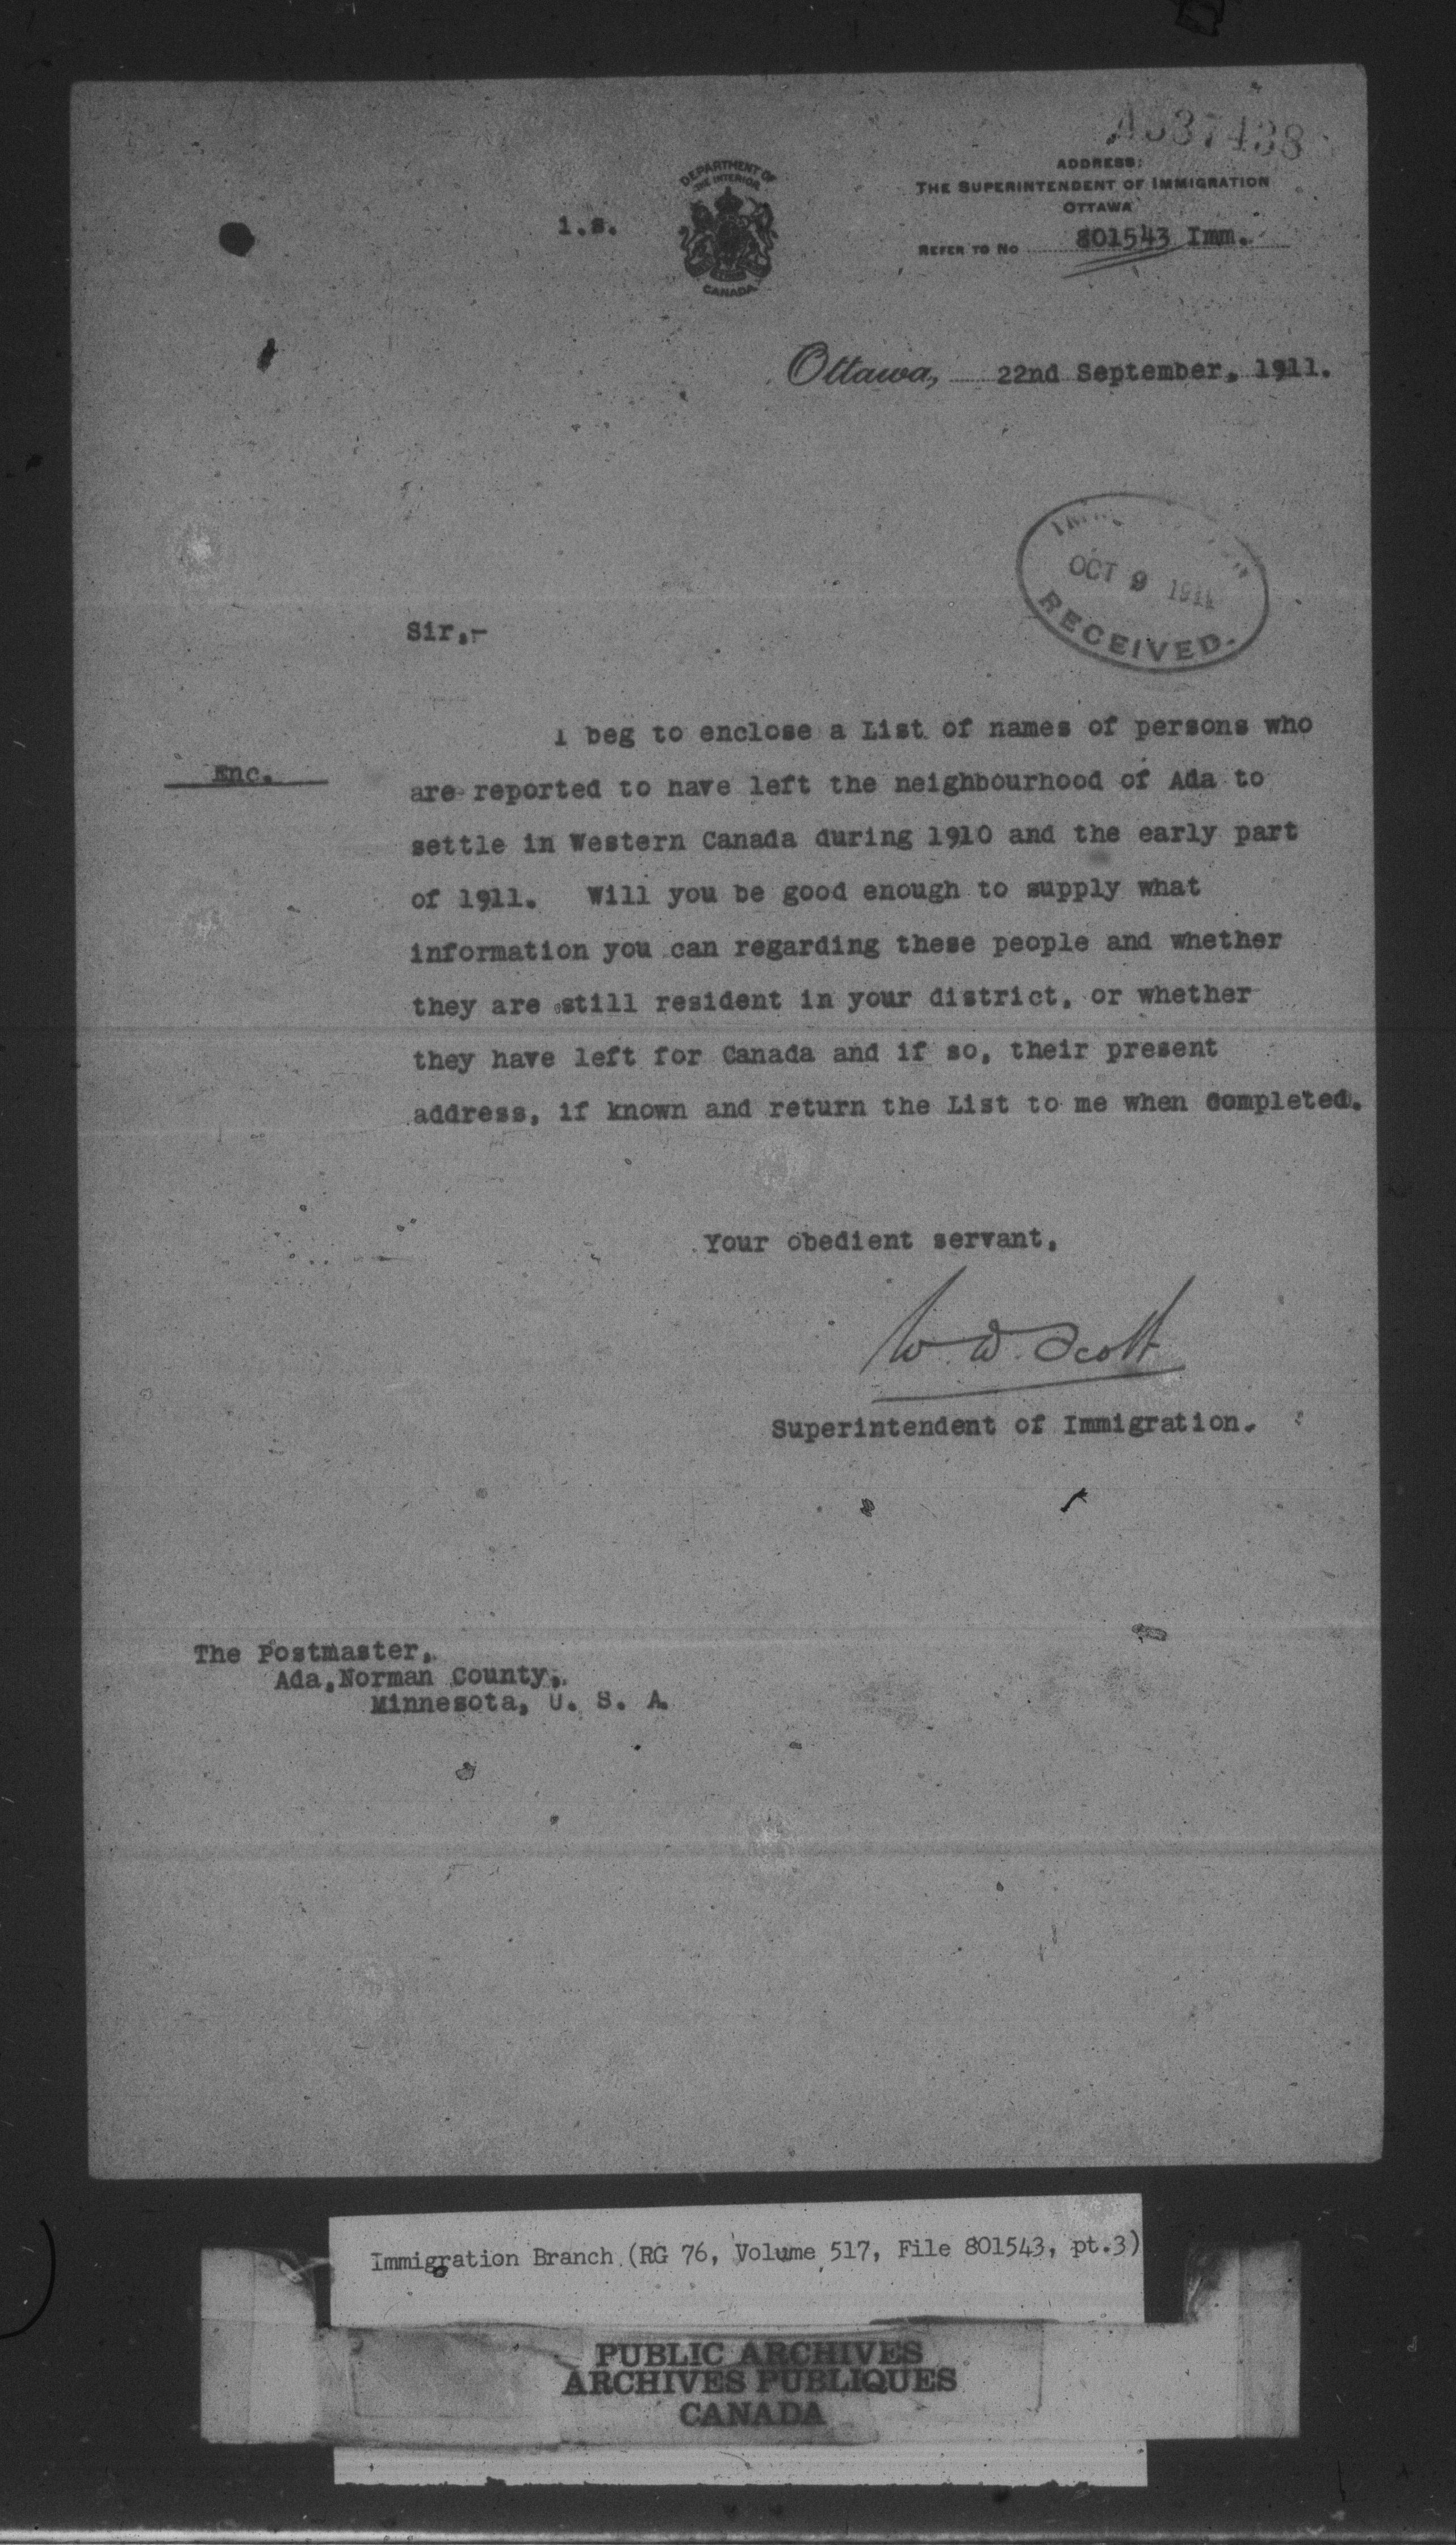 ADDRESS:
THE SUPERINTENDENT OF IMMIGRATION
OTTAWA
REFER TO NO 801543 Imm.
DEPARTMENT OF
THE INTERIOR
CANADA
Ottawa, 22nd September, 1911.
OCT 9 1911
RECEIVED.
Sir,-
I beg to enclose a List of names of persons who
Enc.
are reported to have left the neighbourhood of Ada to
settle in Western Canada during 1910 and the early part
of 1911. Will you be good enough to supply what
information you can regarding these people and whether
they are still resident in your district, or whether
they have left for Canada and if so, their present
address, if known and return the List to me when completed.
Your obedient servant,
W. D. Scott
Superintendent of Immigration.
The Postmaster,
Ada, Norman County,
Minnesota, U. S. A.
Immigration Branch (RG 76, Volume 517, File 801543, pt.3)
PUBLIC ARCHIVES
ARCHIVES PUBLIQUES
CANADA